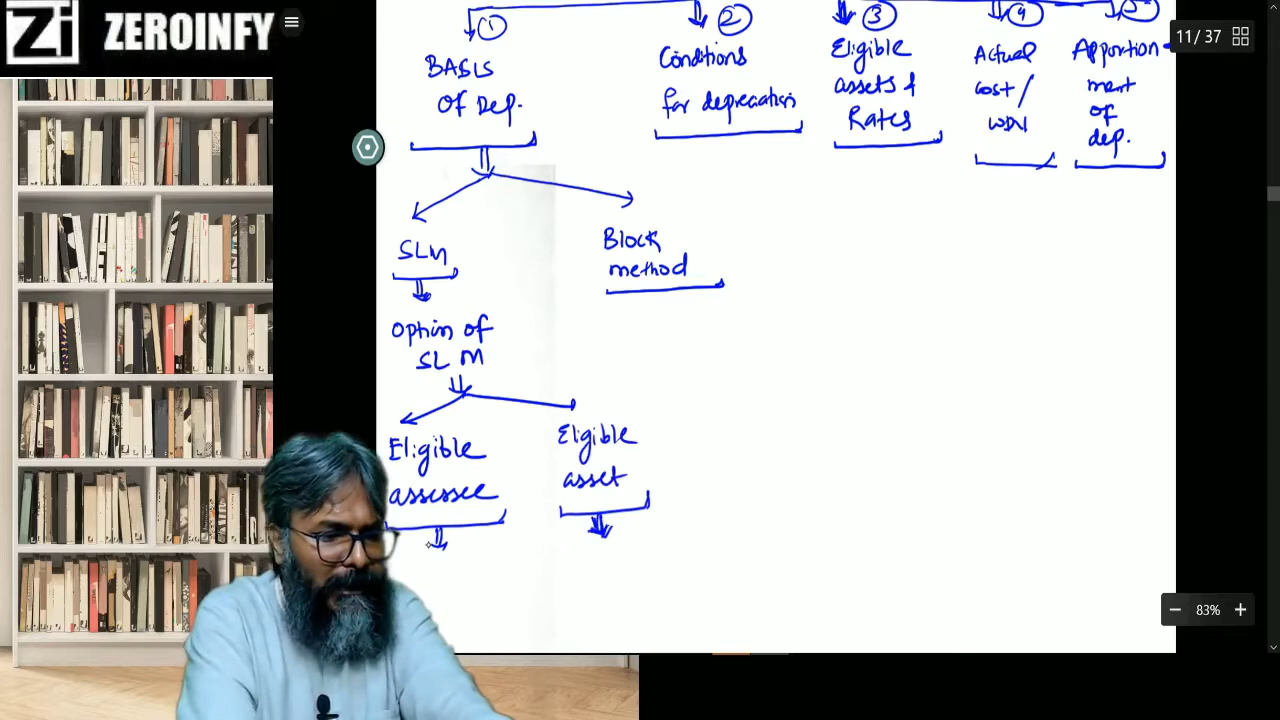 ZEROINFY
11 / 37
①
②
③
④
BASIS
Of Dep.
Conditions
for depreciation
Eligible
assets &
Rates
Actual
cost/
WDV
Apportion-
ment
of
dep.
SLM
Block
method
Option of
SLM
Eligible
assessee
Eligible
asset
83%